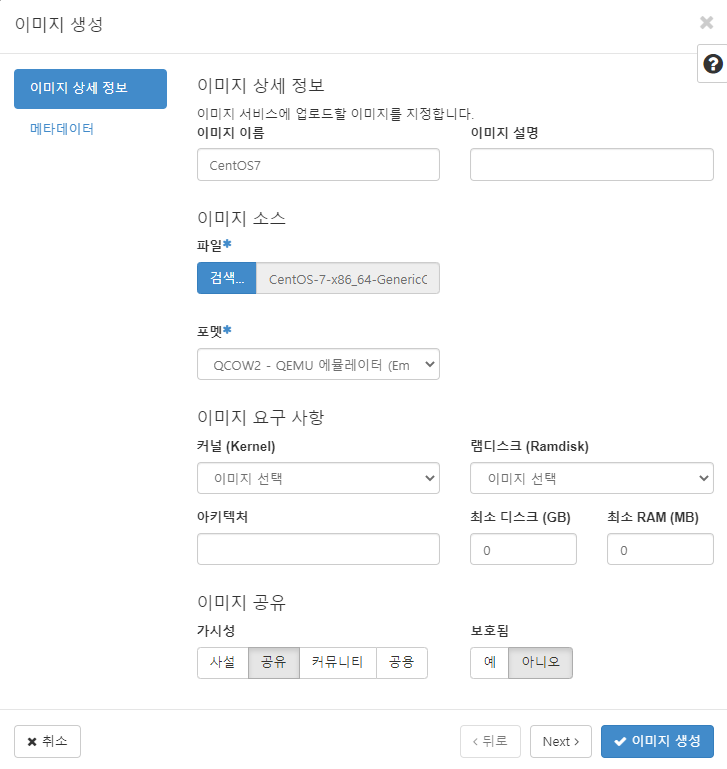 이미지 생성
이미지 상세 정보
메타데이터
이미지 상세 정보
이미지 서비스에 업로드할 이미지를 지정합니다.
이미지 이름
이미지 설명
CentOS7
이미지 소스
파일*
검색...
CentOS-7-x86_64-GenericC
포멧*
QCOW2 - QEMU 에뮬레이터 (Em
이미지 요구 사항
커널 (Kernel)
램디스크 (Ramdisk)
이미지 선택
이미지 선택
아키텍처
최소 디스크 (GB)
최소 RAM (MB)
0
0
이미지 공유
가시성
보호됨
사설
공유
커뮤니티
공용
예
아니오
취소
뒤로
Next
이미지 생성